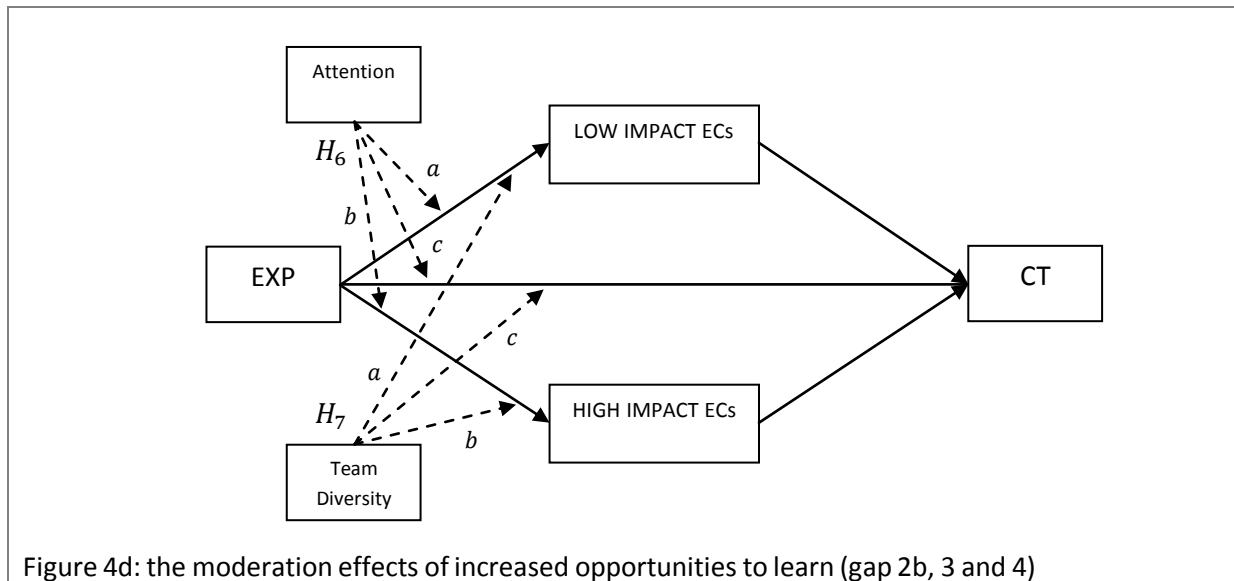 Attention
H₆
a
LOW IMPACT ECs
b
c
EXP
CT
c
a
H₇
b
HIGH IMPACT ECs
Team
Diversity
Figure 4d: the moderation effects of increased opportunities to learn (gap 2b, 3 and 4)